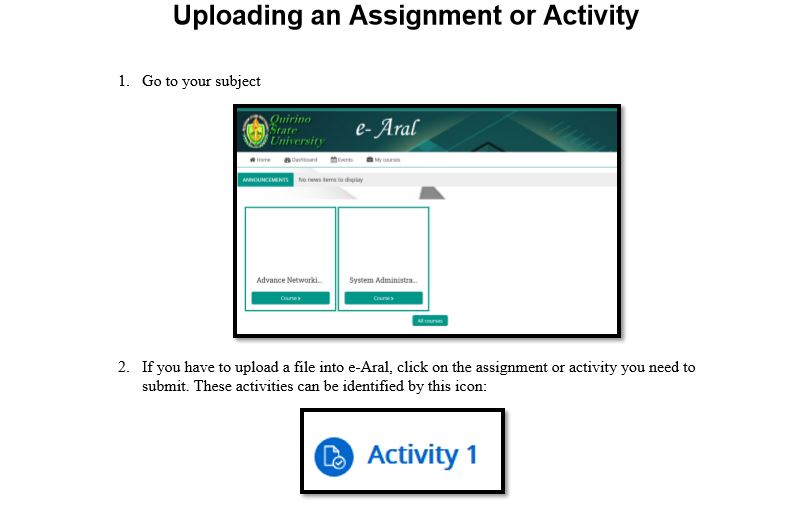 Uploading an Assignment or Activity
1. Go to your subject
Quirino
State
University
e- Aral
Home Dashboard Events My courses
ANNOUNCEMENTS No news items to display
Advance Networki... System Administra...
Course Course
All courses
2. If you have to upload a file into e-Aral, click on the assignment or activity you need to
submit. These activities can be identified by this icon:
Activity 1